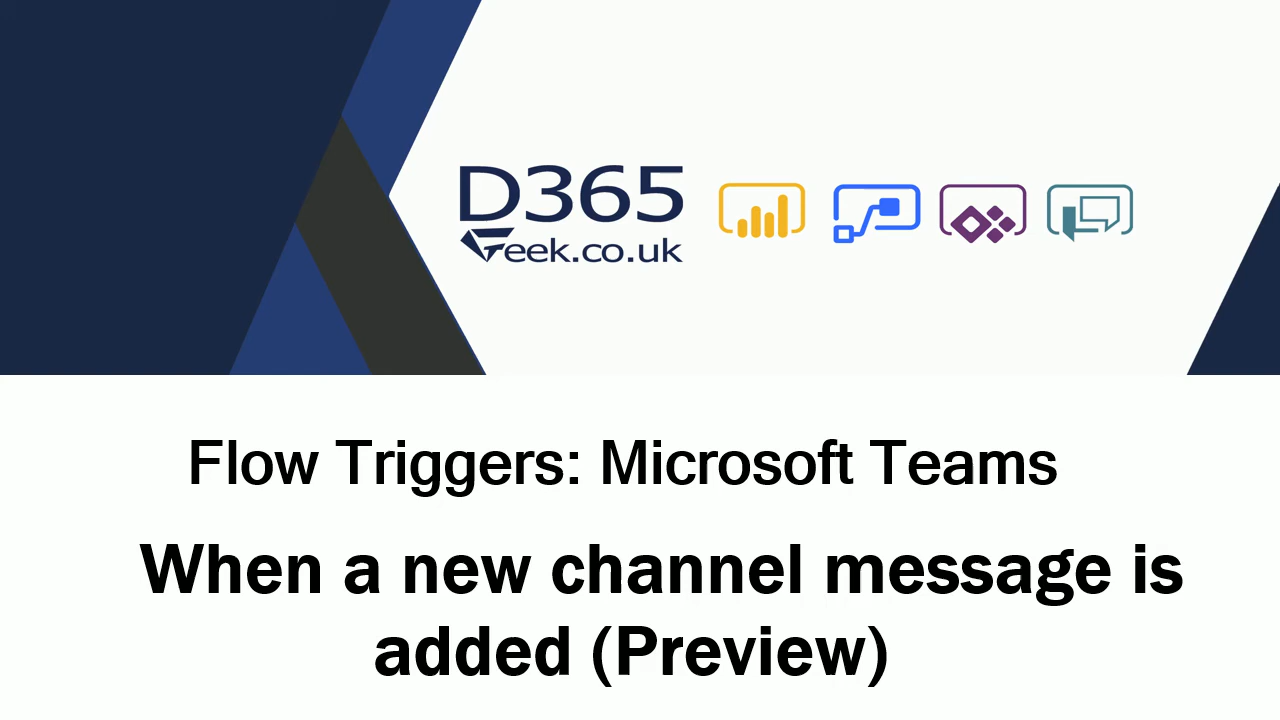 D365
Geek.co.uk
Flow Triggers: Microsoft Teams
When a new channel message is
added (Preview)